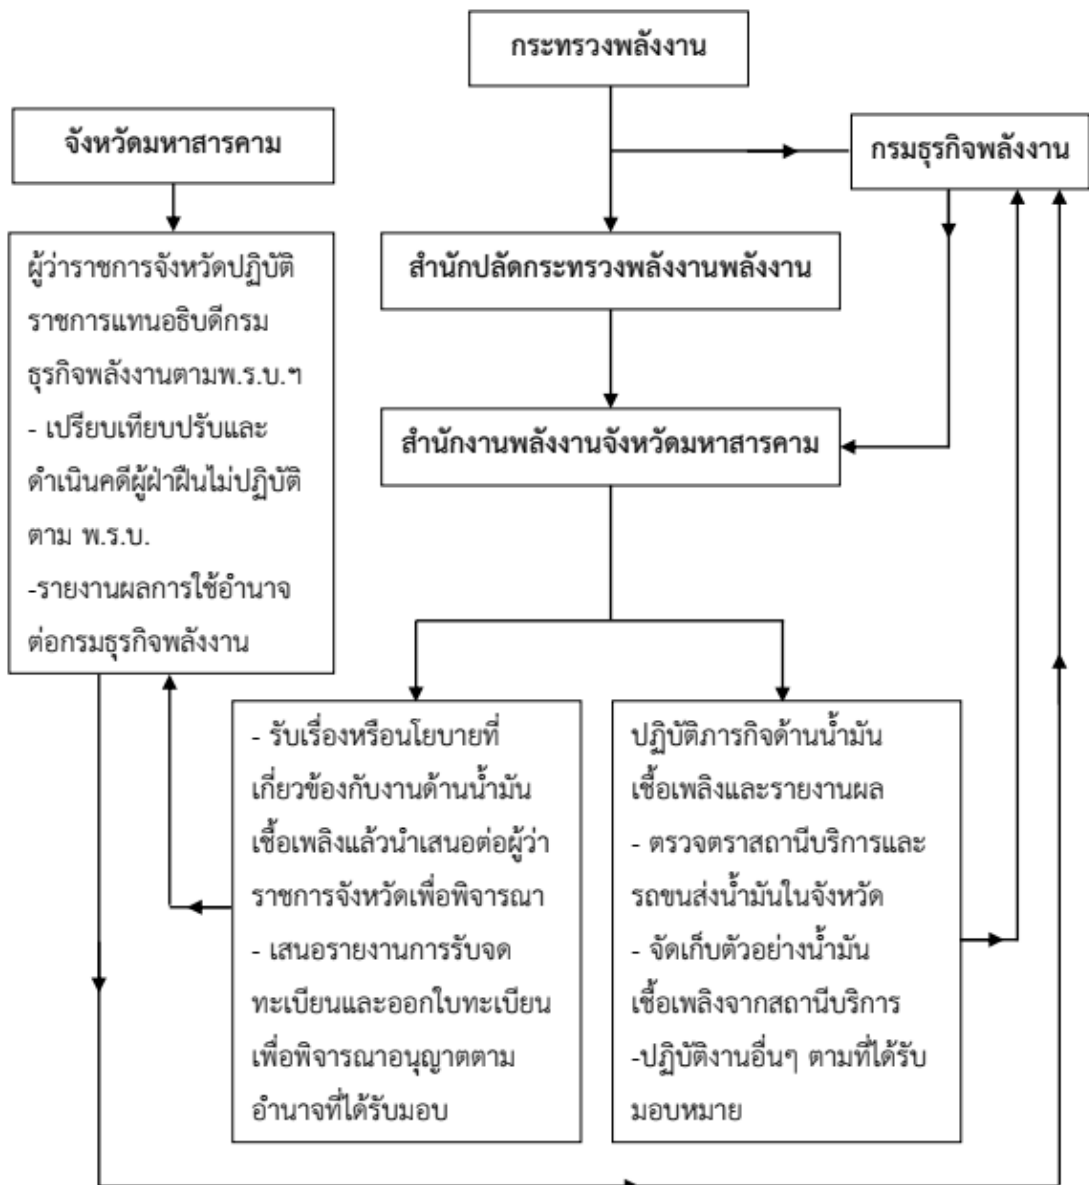 กระทรวงพลังงาน
จังหวัดมหาสารคาม
กรมธุรกิจพลังงาน
ผู้ว่าราชการจังหวัดปฏิบัติ
ราชการแทนอธิบดีกรม
ธุรกิจพลังงานตามพ.ร.บ.ฯ
- เปรียบเทียบปรับและ
ดำเนินคดีผู้ฝ่าฝืนไม่ปฏิบัติ
ตาม พ.ร.บ.
-รายงานผลการใช้อำนาจ
ต่อกรมธุรกิจพลังงาน
สำนักปลัดกระทรวงพลังงานพลังงาน
สำนักงานพลังงานจังหวัดมหาสารคาม
- รับเรื่องหรือนโยบายที่
เกี่ยวข้องกับงานด้านน้ำมัน
เชื้อเพลิงแล้วนำเสนอต่อผู้ว่า
ราชการจังหวัดเพื่อพิจารณา
- เสนอรายงานการรับจด
ทะเบียนและออกใบทะเบียน
เพื่อพิจารณาอนุญาตตาม
อำนาจที่ได้รับมอบ
ปฏิบัติภารกิจด้านน้ำมัน
เชื้อเพลิงและรายงานผล
- ตรวจตราสถานีบริการและ
รถขนส่งน้ำมันในจังหวัด
- จัดเก็บตัวอย่างน้ำมัน
เชื้อเพลิงจากสถานีบริการ
-ปฏิบัติงานอื่นๆ ตามที่ได้รับ
มอบหมาย